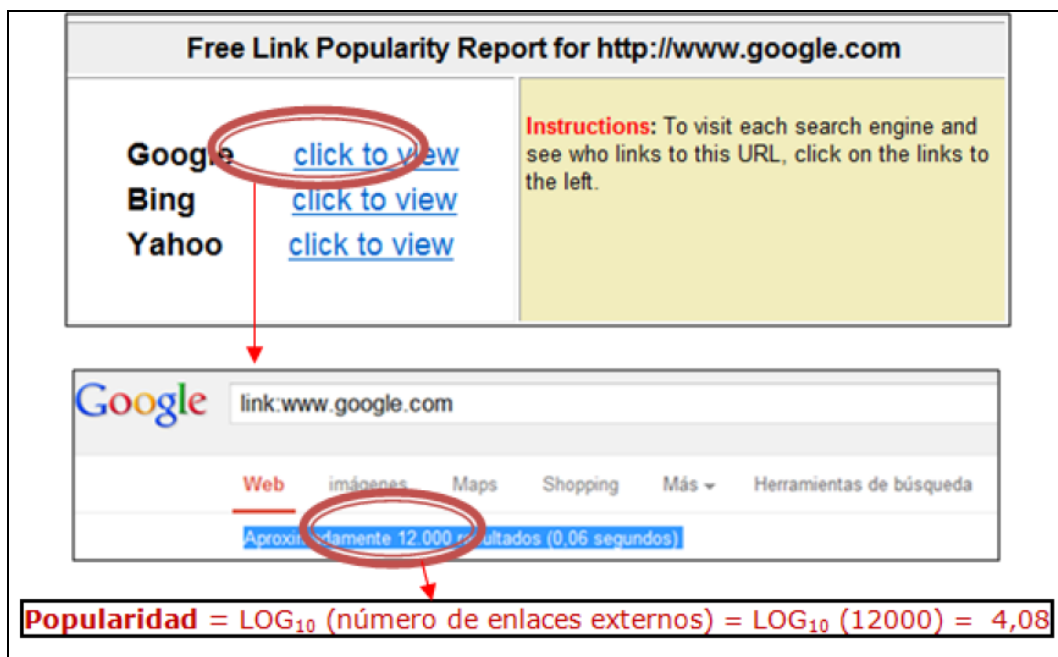 Free Link Popularity Report for http://www.google.com
Google click to view
Bing click to view
Yahoo click to view
Instructions: To visit each search engine and
see who links to this URL, click on the links to
the left.
Google link:www.google.com
Web imágenes Maps Shopping Más Herramientas de búsqueda
Aproximadamente 12.000 resultados (0,06 segundos)
Popularidad = LOG₁₀ (número de enlaces externos) = LOG₁₀ (12000) = 4,08